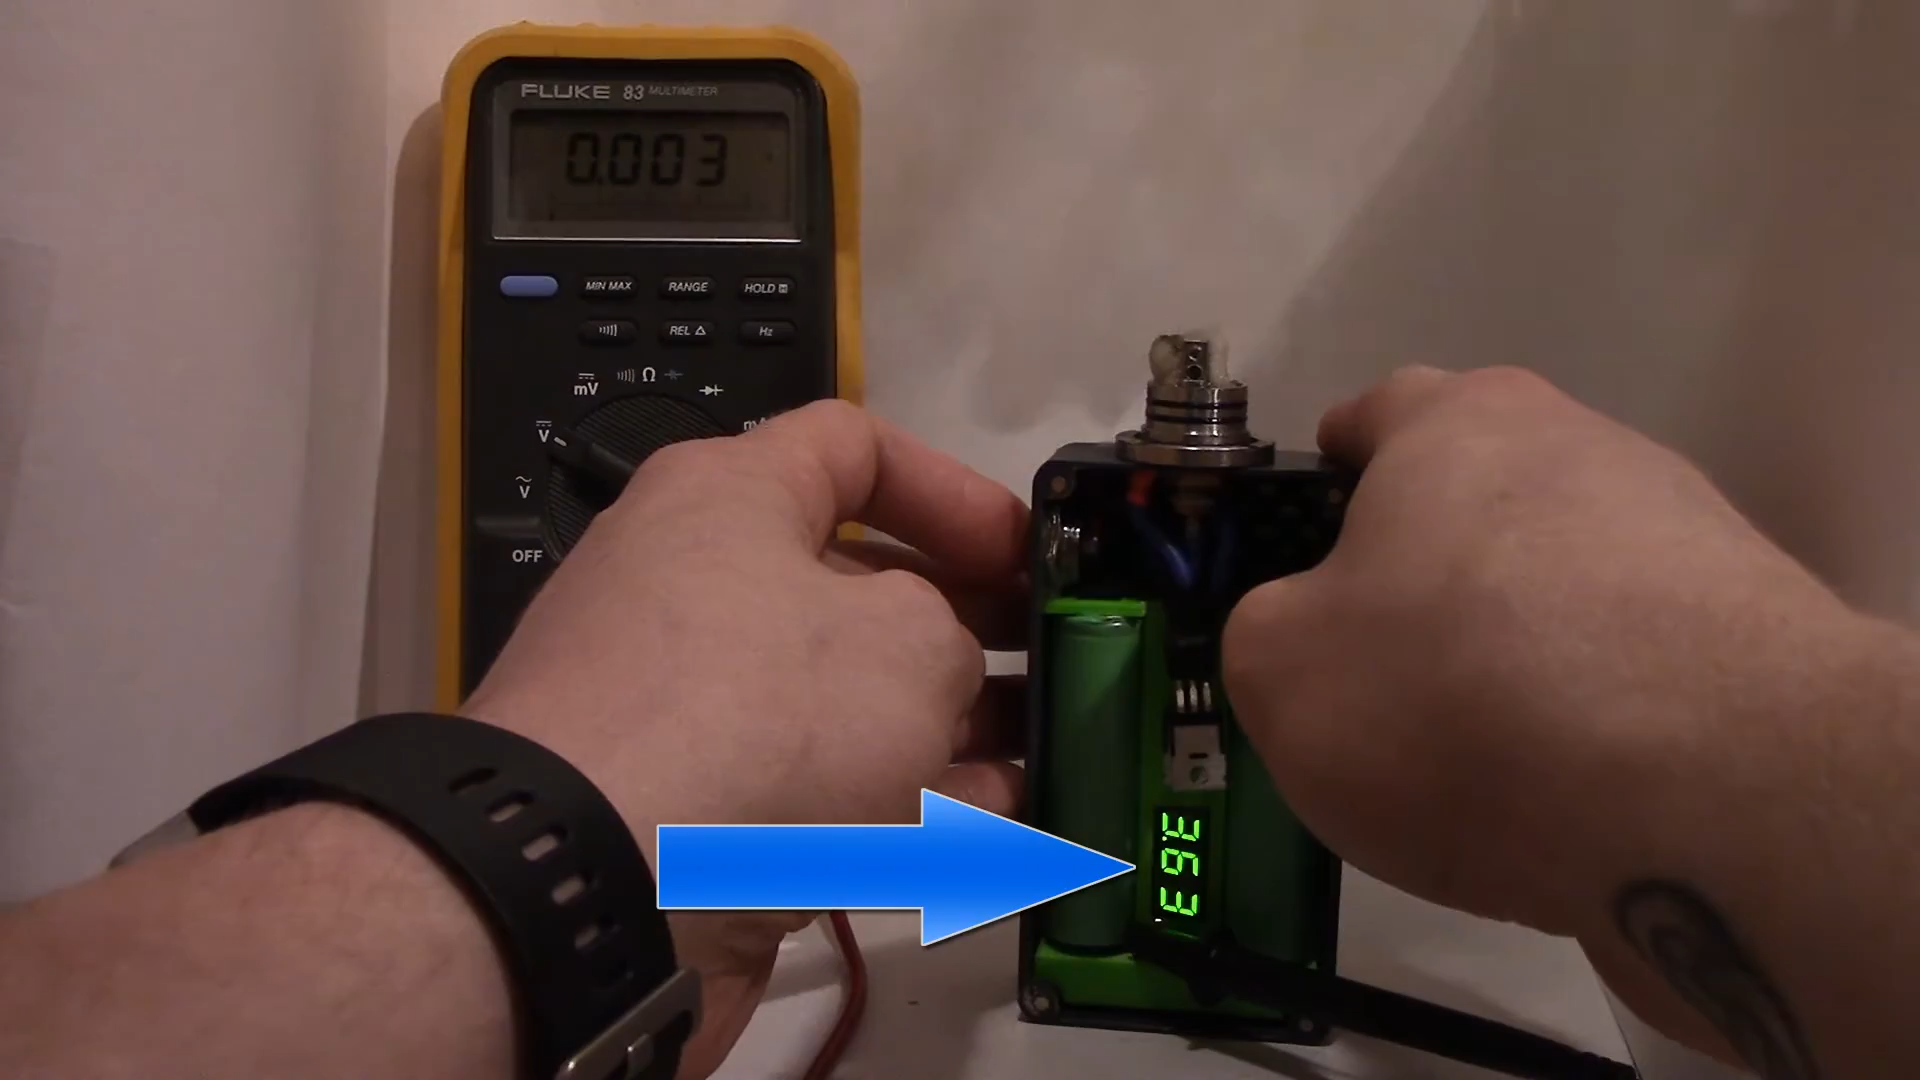 FLUKE 83 MULTIMETER
0.003
MIN MAX RANGE HOLD H
REL Δ Hz
mV Ω
V
V
OFF
3.63